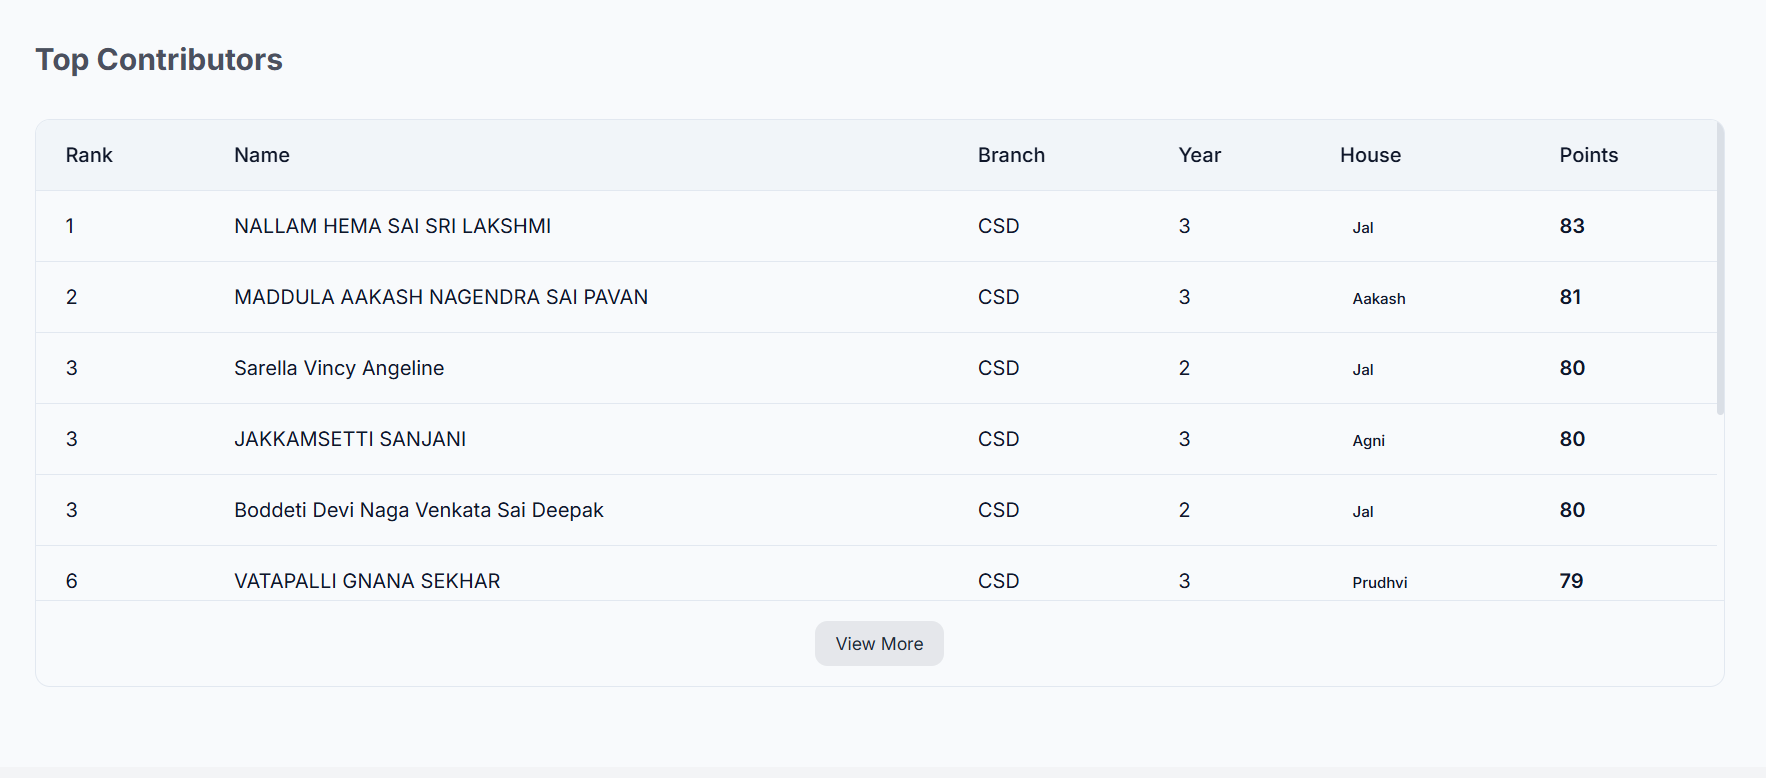 Top Contributors
Rank Name Branch Year House Points
1 NALLAM HEMA SAI SRI LAKSHMI CSD 3 Jal 83
2 MADDULA AAKASH NAGENDRA SAI PAVAN CSD 3 Aakash 81
3 Sarella Vincy Angeline CSD 2 Jal 80
3 JAKKAMSETTI SANJANI CSD 3 Agni 80
3 Boddeti Devi Naga Venkata Sai Deepak CSD 2 Jal 80
6 VATAPALLI GNANA SEKHAR CSD 3 Prudhvi 79
View More